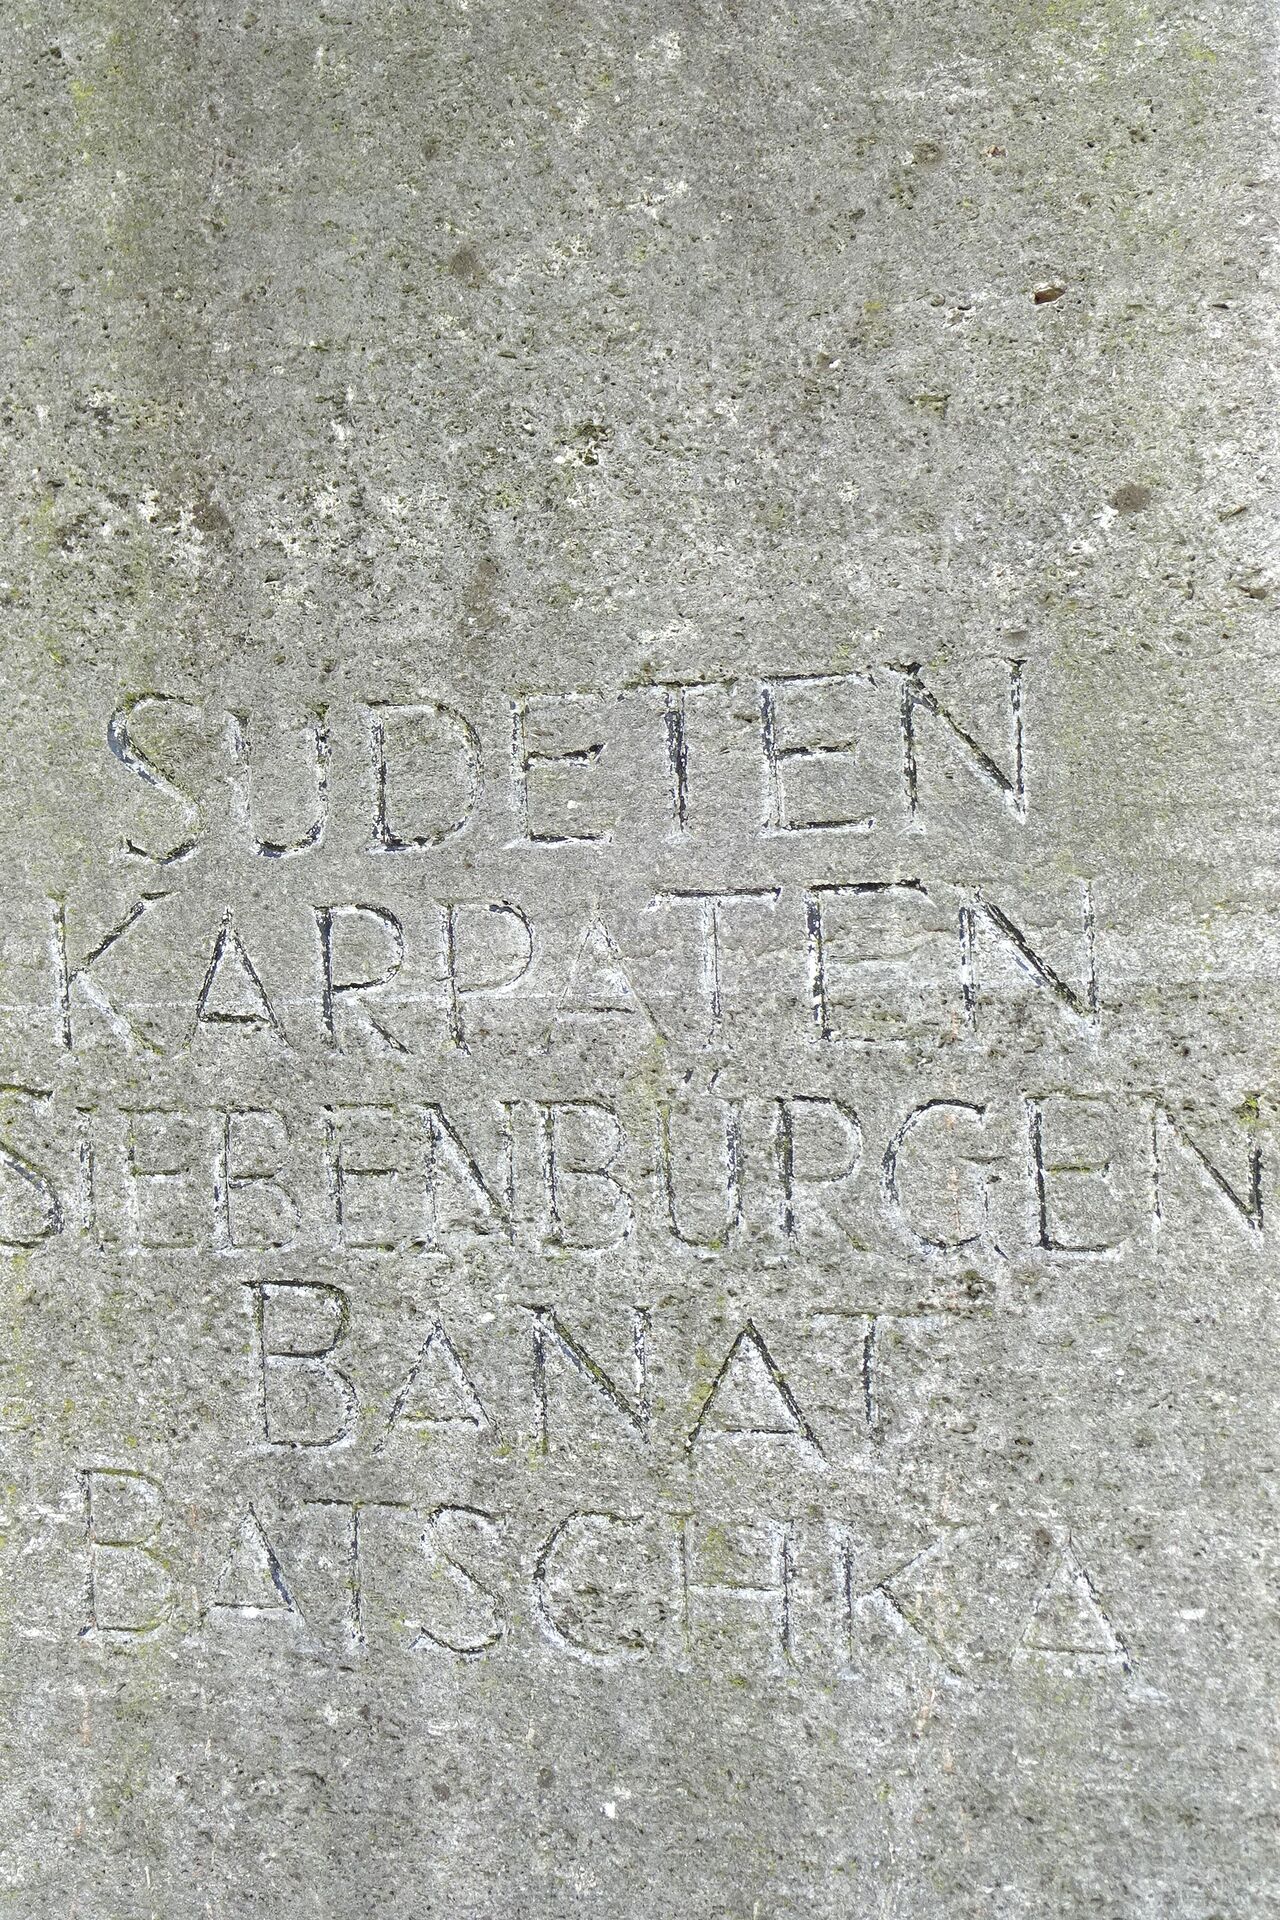 SUDETEN
KARPATEN
SIEBENBÜRGEN
BANAT
BATSCHKA